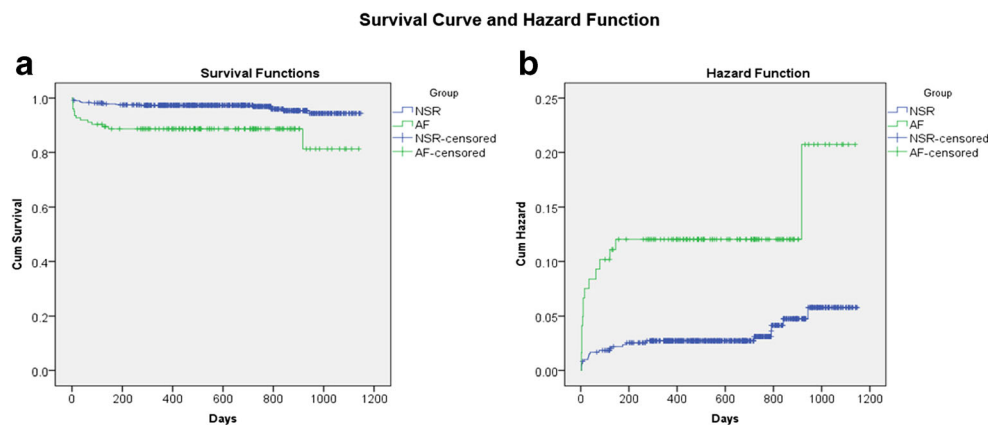 Survival Curve and Hazard Function
a
Survival Functions
Cum Survival
1.0
0.8
0.6
0.4
0.2
0.0
0 200 400 600 800 1000 1200
Days
Group
NSR
AF
NSR-censored
AF-censored
b
Hazard Function
Cum Hazard
0.25
0.20
0.15
0.10
0.05
0.00
0 200 400 600 800 1000 1200
Days
Group
NSR
AF
NSR-censored
AF-censored